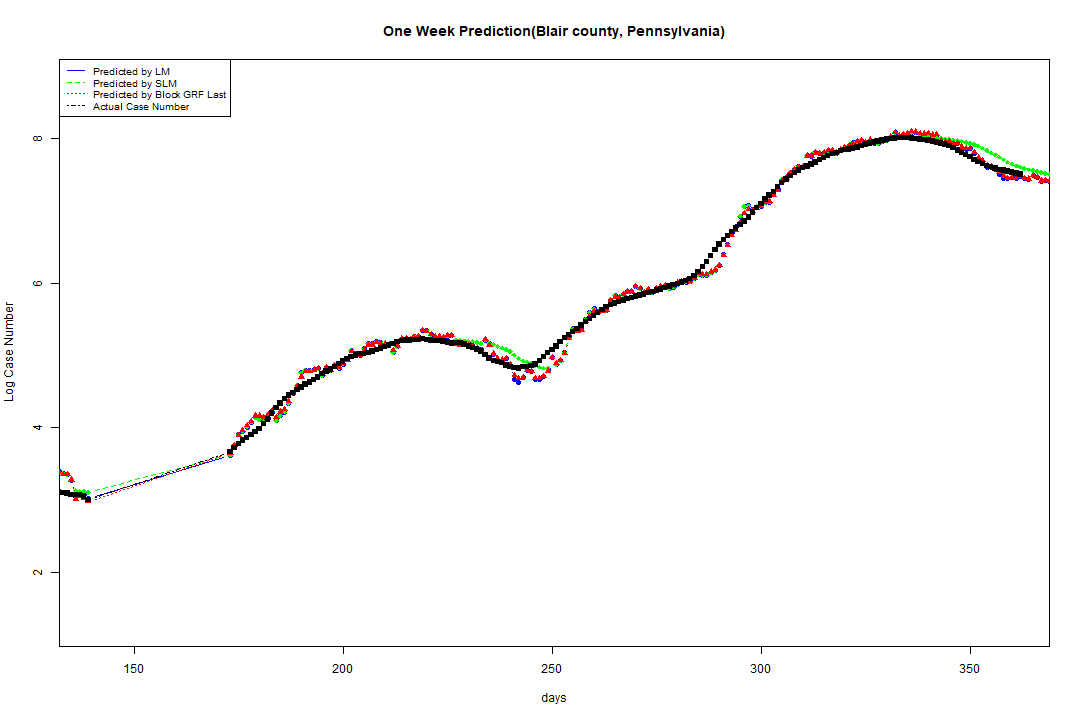 One Week Prediction(Blair county, Pennsylvania)
Predicted by LM
Predicted by SLM
Predicted by Block GRF Last
Actual Case Number
Log Case Number
8
6
4
2
150 200 250 300 350
days